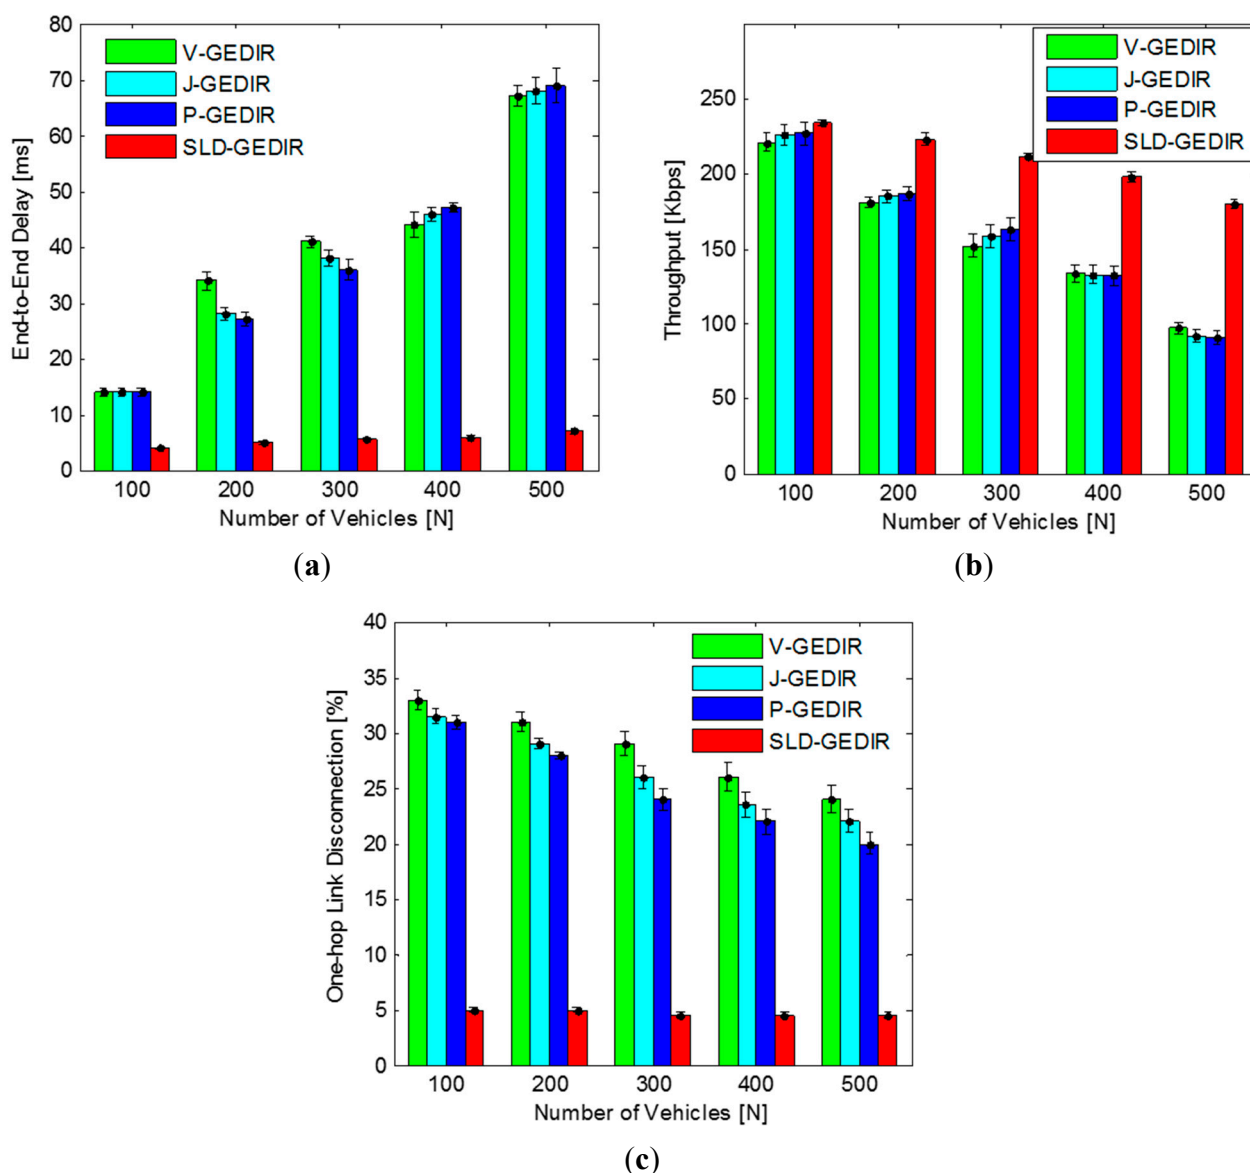 80
70
60
50
40
30
20
10
0
End-to-End Delay [ms]
V-GEDIR
J-GEDIR
P-GEDIR
SLD-GEDIR
100 200 300 400 500
Number of Vehicles [N]
(a)
250
200
150
100
50
0
Throughput [Kbps]
V-GEDIR
J-GEDIR
P-GEDIR
SLD-GEDIR
100 200 300 400 500
Number of Vehicles [N]
(b)
40
35
30
25
20
15
10
5
0
One-hop Link Disconnection [%]
V-GEDIR
J-GEDIR
P-GEDIR
SLD-GEDIR
100 200 300 400 500
Number of Vehicles [N]
(c)